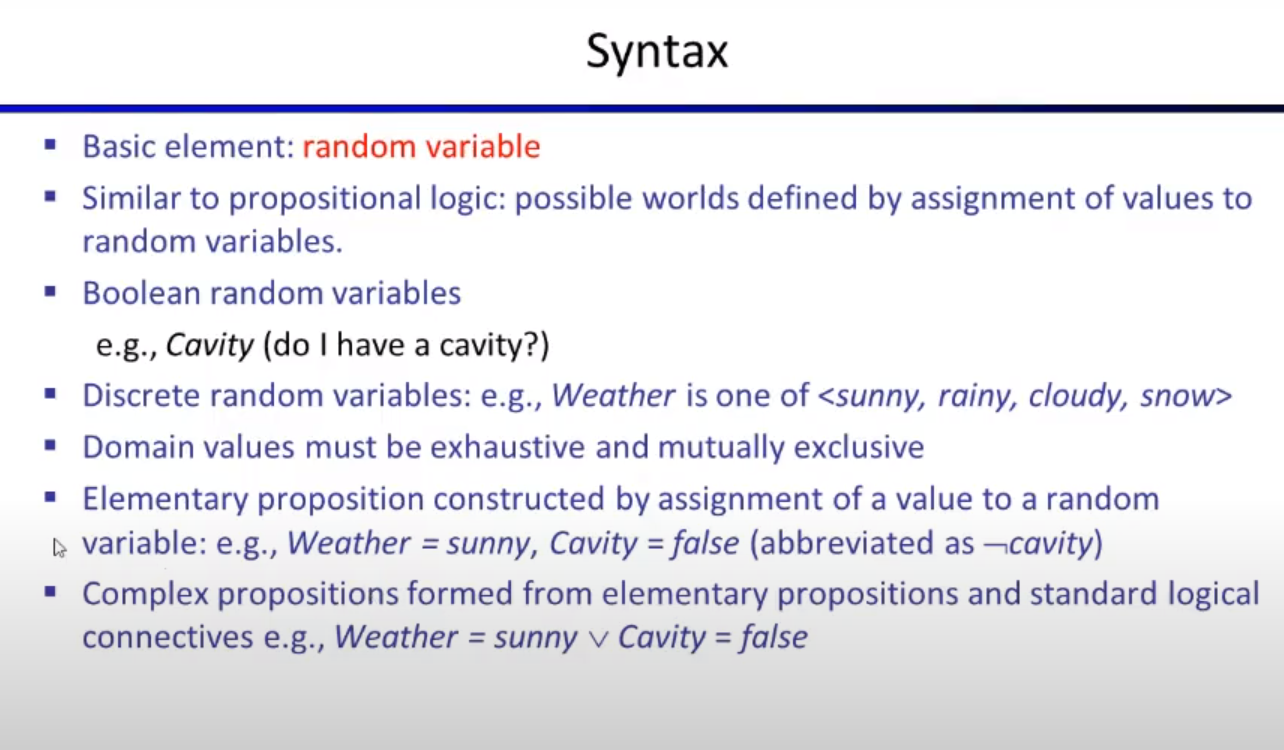 Syntax
▪ Basic element: random variable
▪ Similar to propositional logic: possible worlds defined by assignment of values to
random variables.
▪ Boolean random variables
e.g., Cavity (do I have a cavity?)
▪ Discrete random variables: e.g., Weather is one of <sunny, rainy, cloudy, snow>
▪ Domain values must be exhaustive and mutually exclusive
▪ Elementary proposition constructed by assignment of a value to a random
variable: e.g., Weather = sunny, Cavity = false (abbreviated as ¬cavity)
▪ Complex propositions formed from elementary propositions and standard logical
connectives e.g., Weather = sunny ∨ Cavity = false